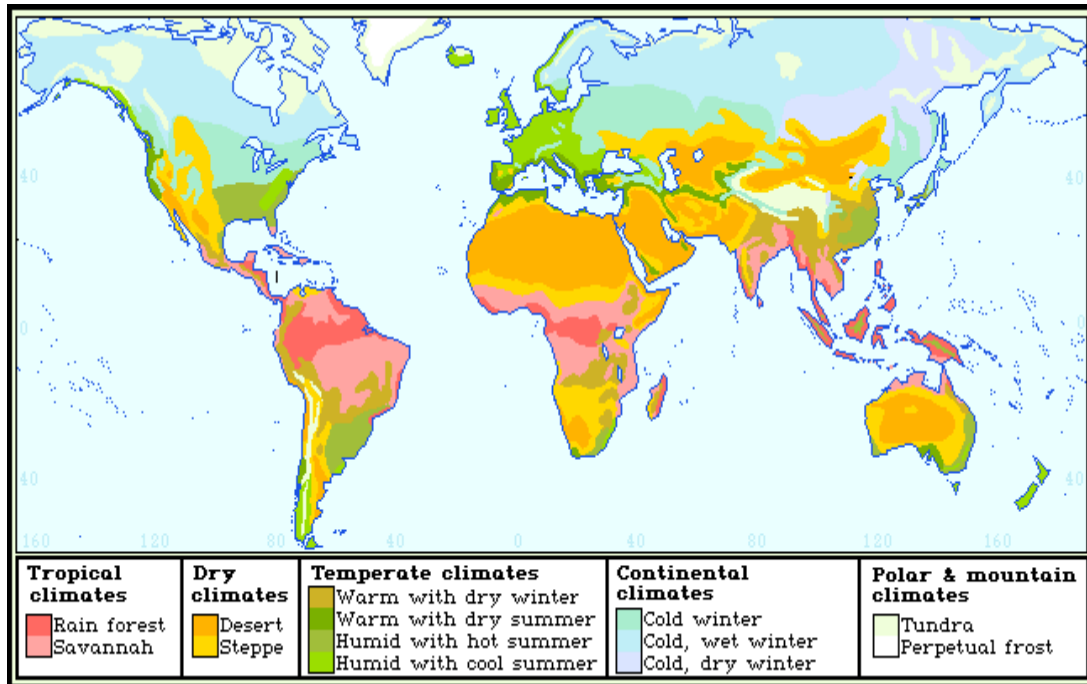 40
40
0
0
40
40
160
120
80
40
0
40
80
120
160
Tropical
climates
Rain forest
Savannah
Dry
climates
Desert
Steppe
Temperate climates
Warm with dry winter
Warm with dry summer
Humid with hot summer
Humid with cool summer
Continental
climates
Cold winter
Cold, wet winter
Cold, dry winter
Polar & mountain
climates
Tundra
Perpetual frost